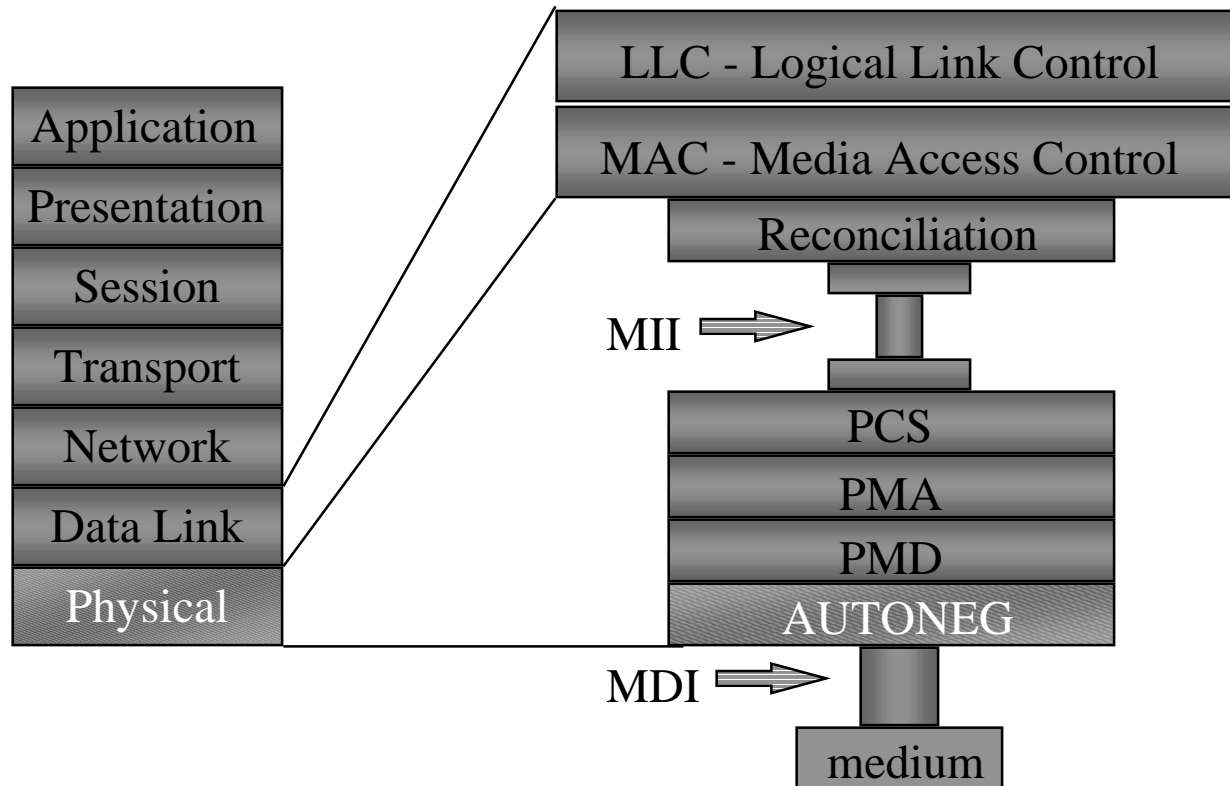 Application
Presentation
Session
Transport
Network
Data Link
Physical
LLC - Logical Link Control
MAC - Media Access Control
Reconciliation
MII
PCS
PMA
PMD
AUTONEG
MDI
medium